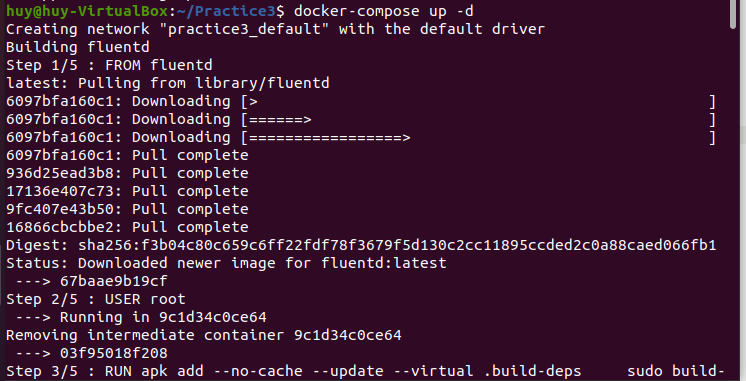 huy@huy-VirtualBox:~/Practice3$ docker-compose up -d
Creating network "practice3_default" with the default driver
Building fluentd
Step 1/5 : FROM fluentd
latest: Pulling from library/fluentd
6097bfa160c1: Downloading [>                                                  ]
6097bfa160c1: Downloading [======>                                            ]
6097bfa160c1: Downloading [=================>                                 ]
6097bfa160c1: Pull complete
936d25ead3b8: Pull complete
17136e407c73: Pull complete
9fc407e43b50: Pull complete
16866cbcbbe2: Pull complete
Digest: sha256:f3b04c80c659c6ff22fdf78f3679f5d130c2cc11895ccded2c0a88caed066fb1
Status: Downloaded newer image for fluentd:latest
 ---> 67baae9b19cf
Step 2/5 : USER root
 ---> Running in 9c1d34c0ce64
Removing intermediate container 9c1d34c0ce64
 ---> 03f95018f208
Step 3/5 : RUN apk add --no-cache --update --virtual .build-deps     sudo build-